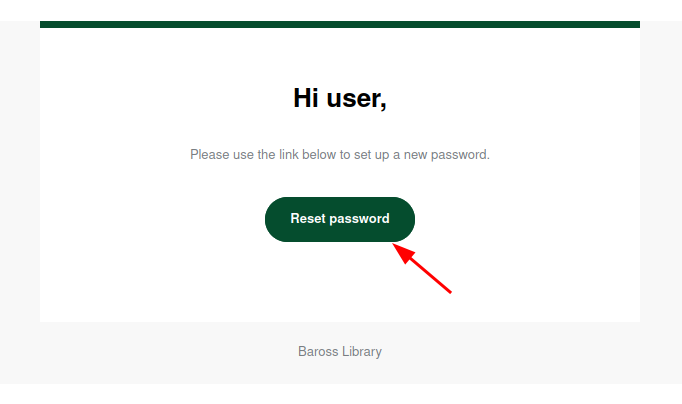 Hi user,
Please use the link below to set up a new password.
Reset password
Baross Library